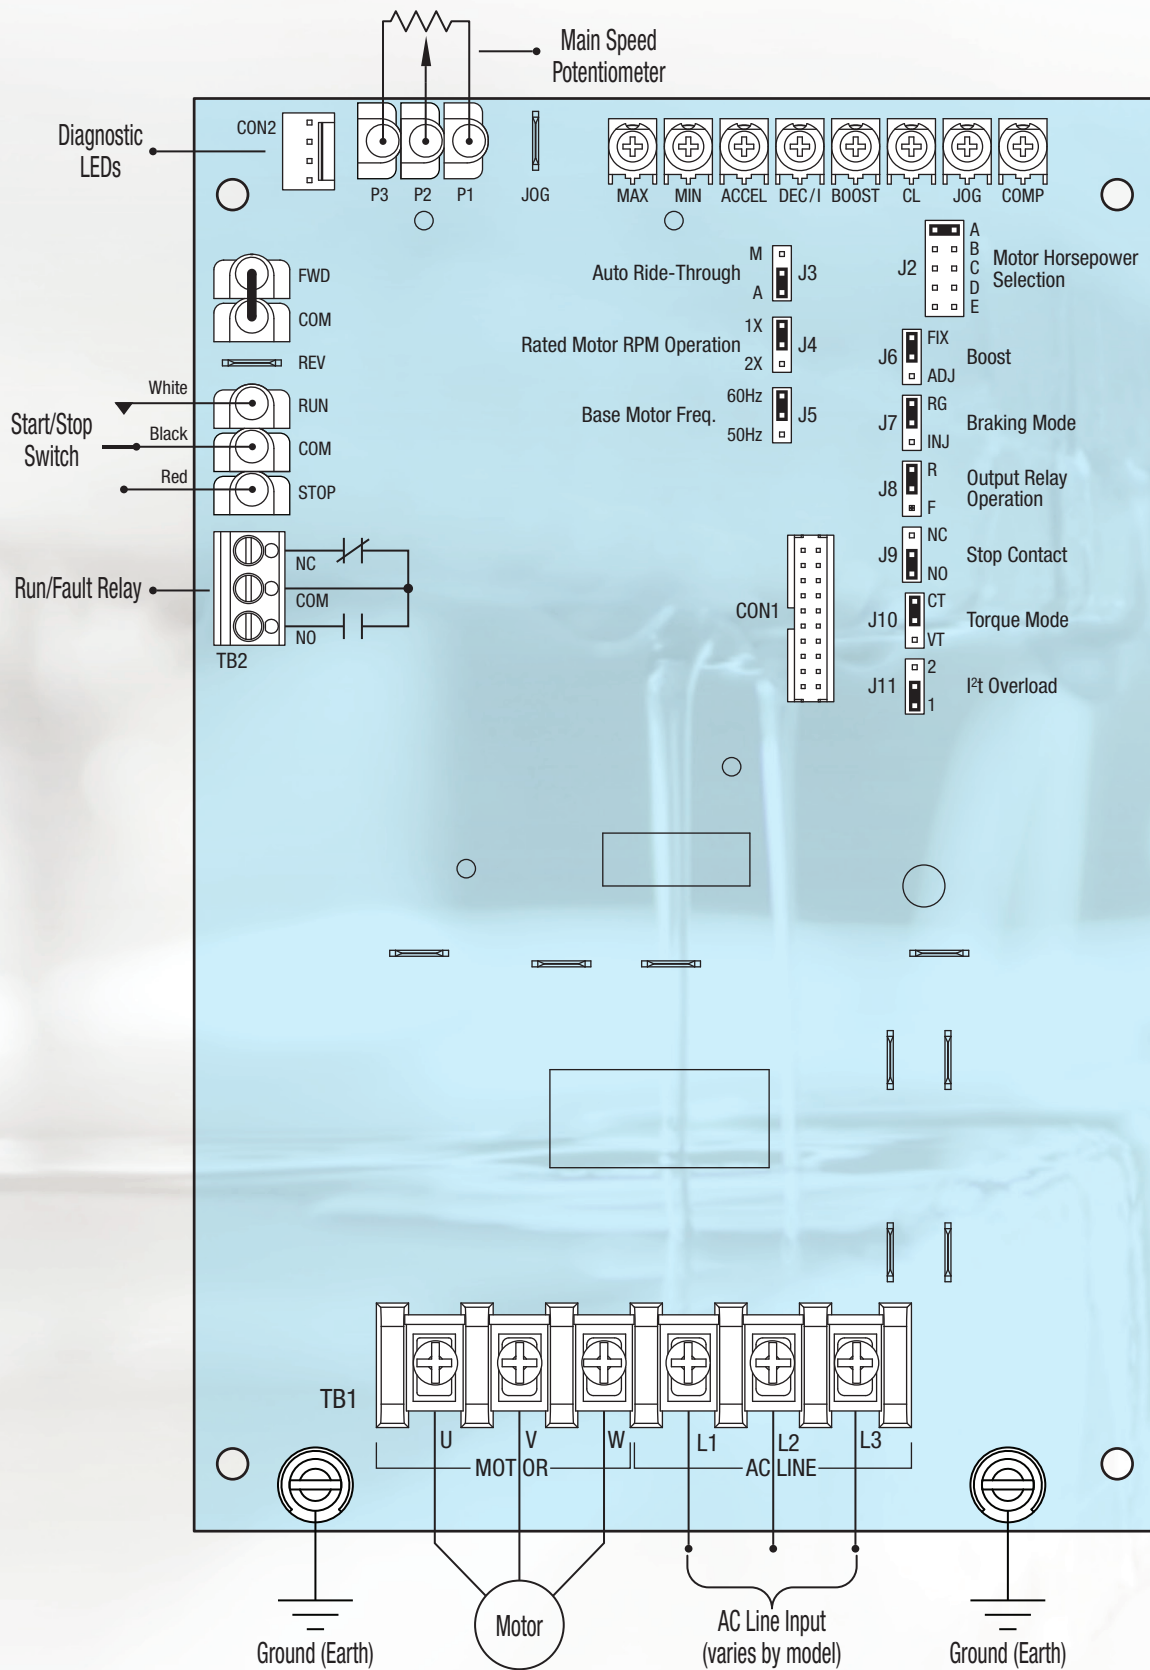 Main Speed
Potentiometer
Diagnostic
LEDs
CON2
P3 P2 P1 JOG
MAX MIN ACCEL DEC/I BOOST CL JOG COMP
FWD
COM
REV
White
RUN
Start/Stop
Switch
Black
COM
Red
STOP
NC
Run/Fault Relay
COM
NO
TB2
Auto Ride-Through
M
A
J3
Rated Motor RPM Operation
1X
2X
J4
Base Motor Freq.
60Hz
50Hz
J5
J2
A
B
C
D
E
Motor Horsepower
Selection
J6
FIX
ADJ
Boost
J7
RG
INJ
Braking Mode
J8
R
F
Output Relay
Operation
J9
NC
NO
Stop Contact
J10
CT
VT
Torque Mode
J11
2
1
I²t Overload
CON1
TB1
U V W L1 L2 L3
MOTOR AC LINE
Motor
AC Line Input
(varies by model)
Ground (Earth)
Ground (Earth)